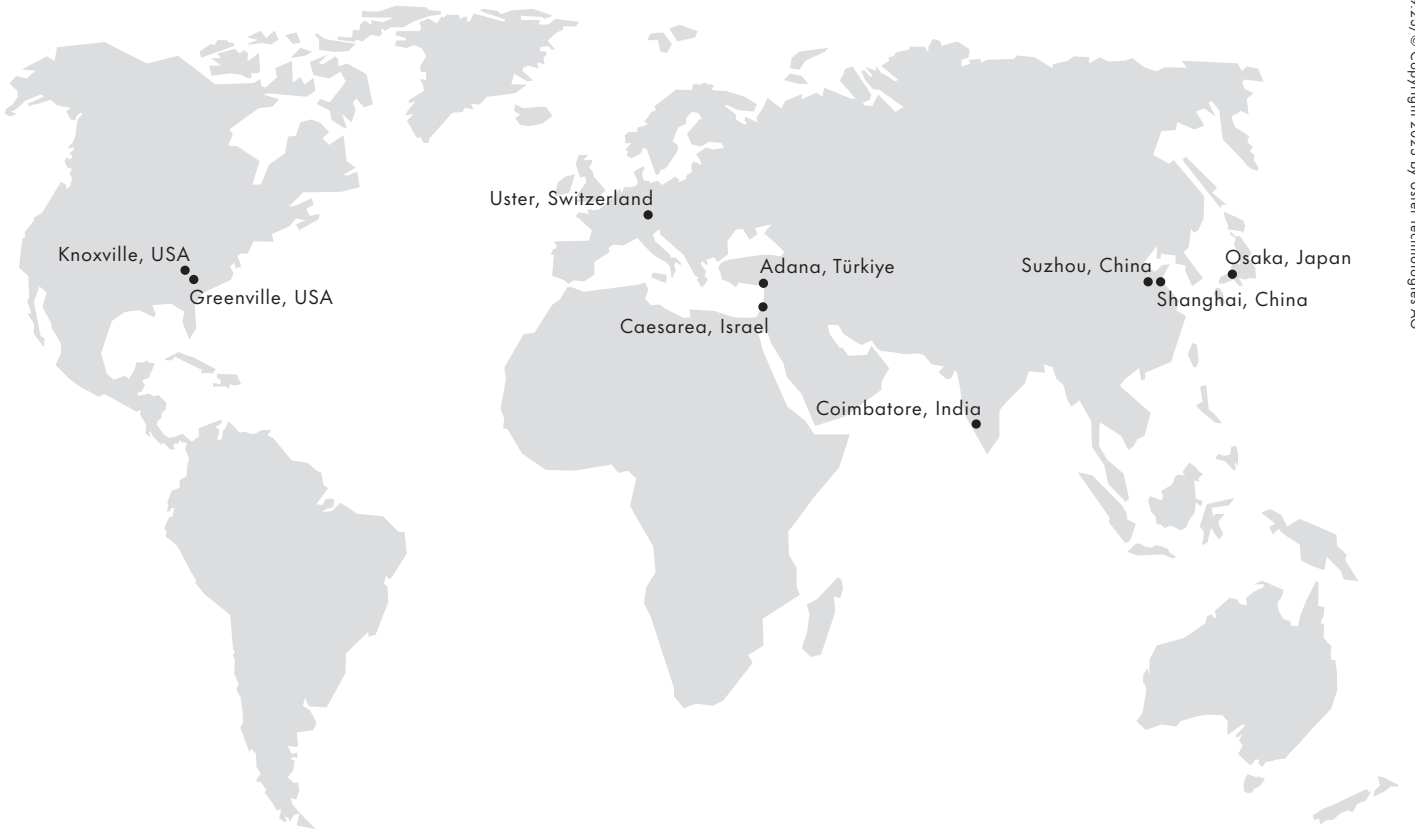 Uster, Switzerland
Knoxville, USA
Greenville, USA
Adana, Türkiye
Caesarea, Israel
Suzhou, China
Shanghai, China
Osaka, Japan
Coimbatore, India
Copyright 2025 by Uster Technologies AG